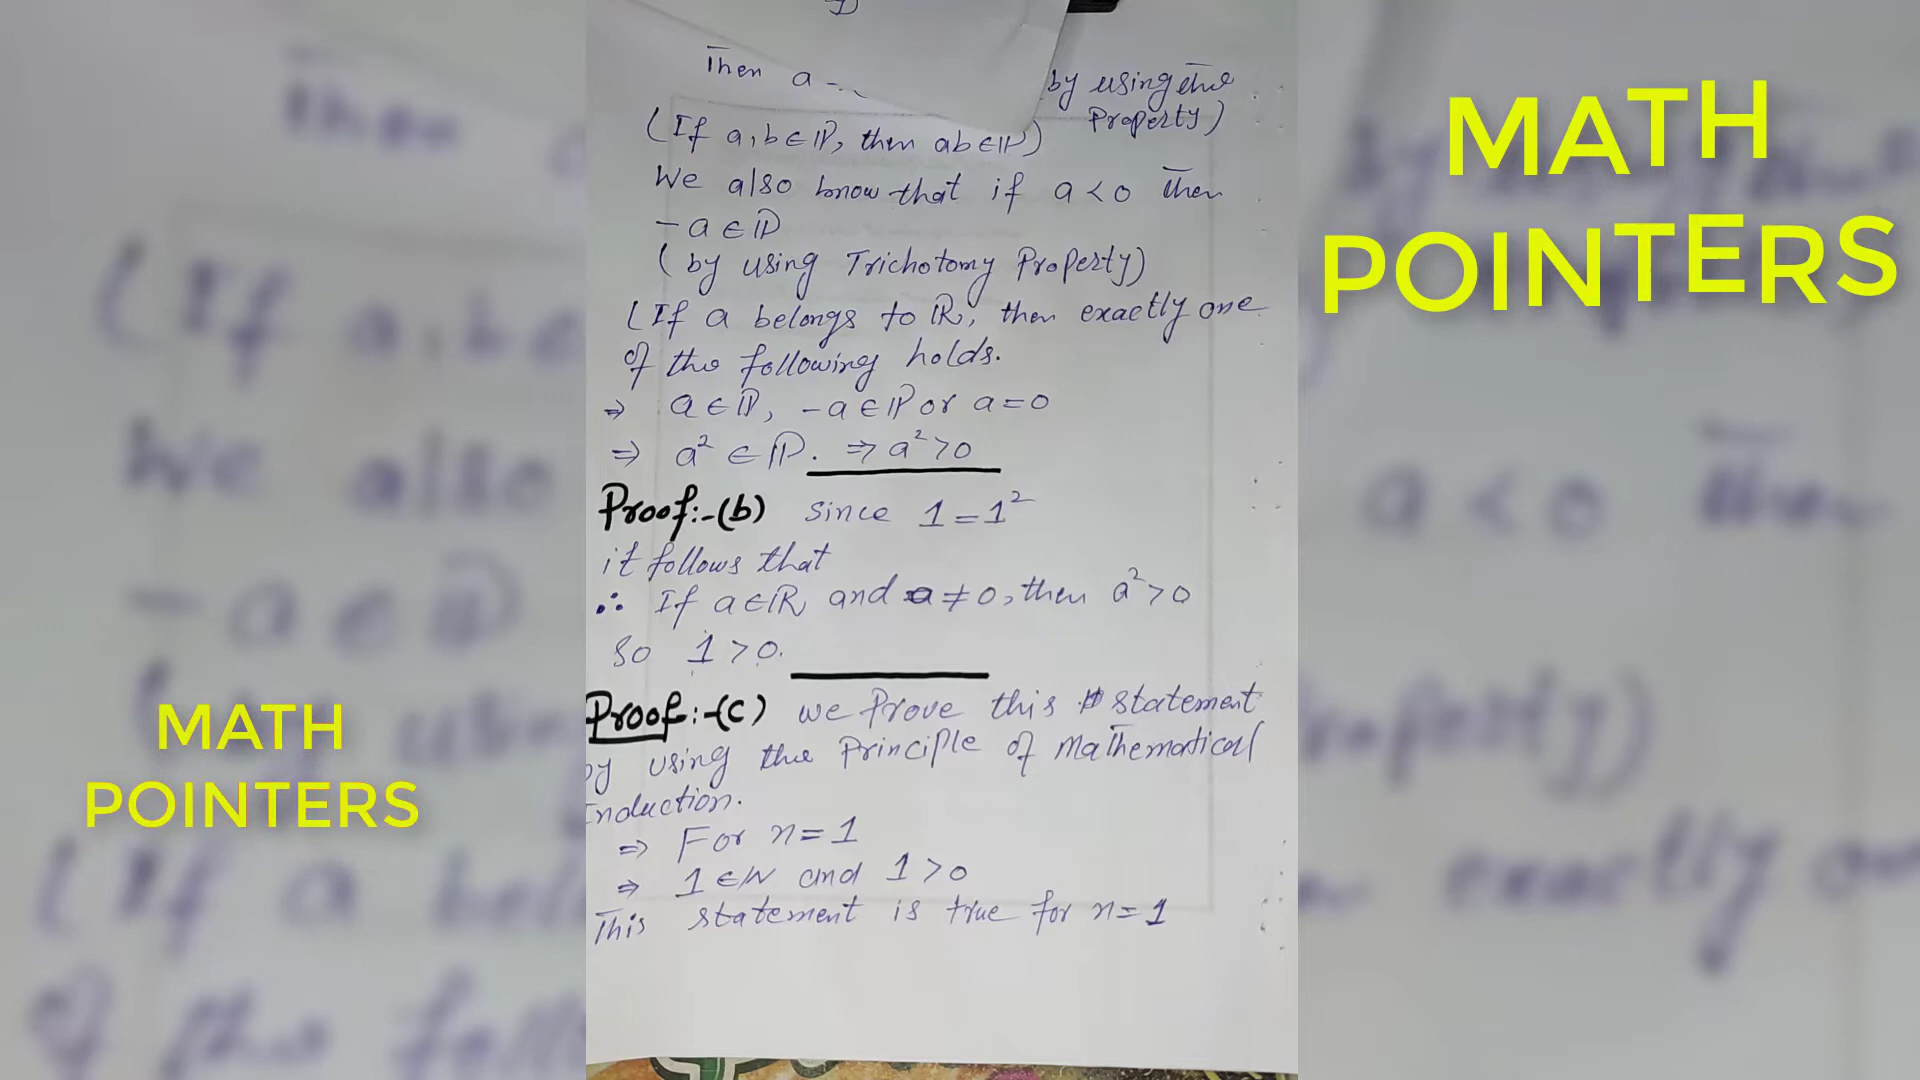 Then a
by using the
Property)
(If a,b∈ℙ, then ab∈ℙ)
We also know that if a<0 then
-a∈ℙ
(by using Trichotomy Property)
(If a belongs to ℝ, then exactly one
of the following holds.
⇒ a∈ℙ, -a∈ℙ or a=0
⇒ a²∈ℙ. ⇒ a²>0
Proof:-(b) Since 1=1²
it follows that
∴ If a∈ℝ and a≠0, then a²>0
So 1>0.
Proof:-(c) we Prove this statement
by using the Principle of Mathematical
Induction.
⇒ For n=1
⇒ 1∈ℕ and 1>0
This statement is true for n=1
MATH
POINTERS
MATH
POINTERS